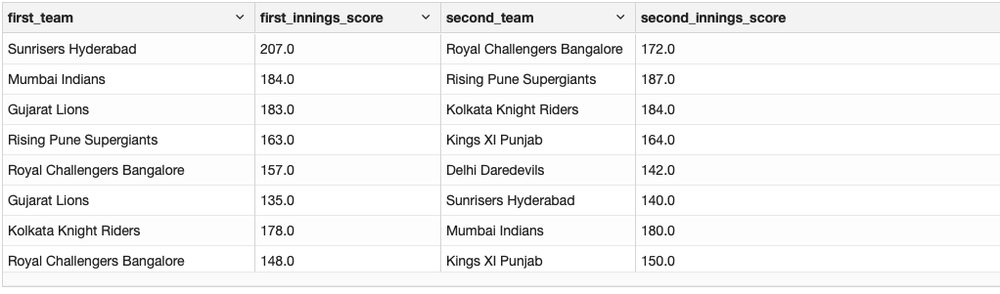 first_team first_innings_score second_team second_innings_score
Sunrisers Hyderabad 207.0 Royal Challengers Bangalore 172.0
Mumbai Indians 184.0 Rising Pune Supergiants 187.0
Gujarat Lions 183.0 Kolkata Knight Riders 184.0
Rising Pune Supergiants 163.0 Kings XI Punjab 164.0
Royal Challengers Bangalore 157.0 Delhi Daredevils 142.0
Gujarat Lions 135.0 Sunrisers Hyderabad 140.0
Kolkata Knight Riders 178.0 Mumbai Indians 180.0
Royal Challengers Bangalore 148.0 Kings XI Punjab 150.0